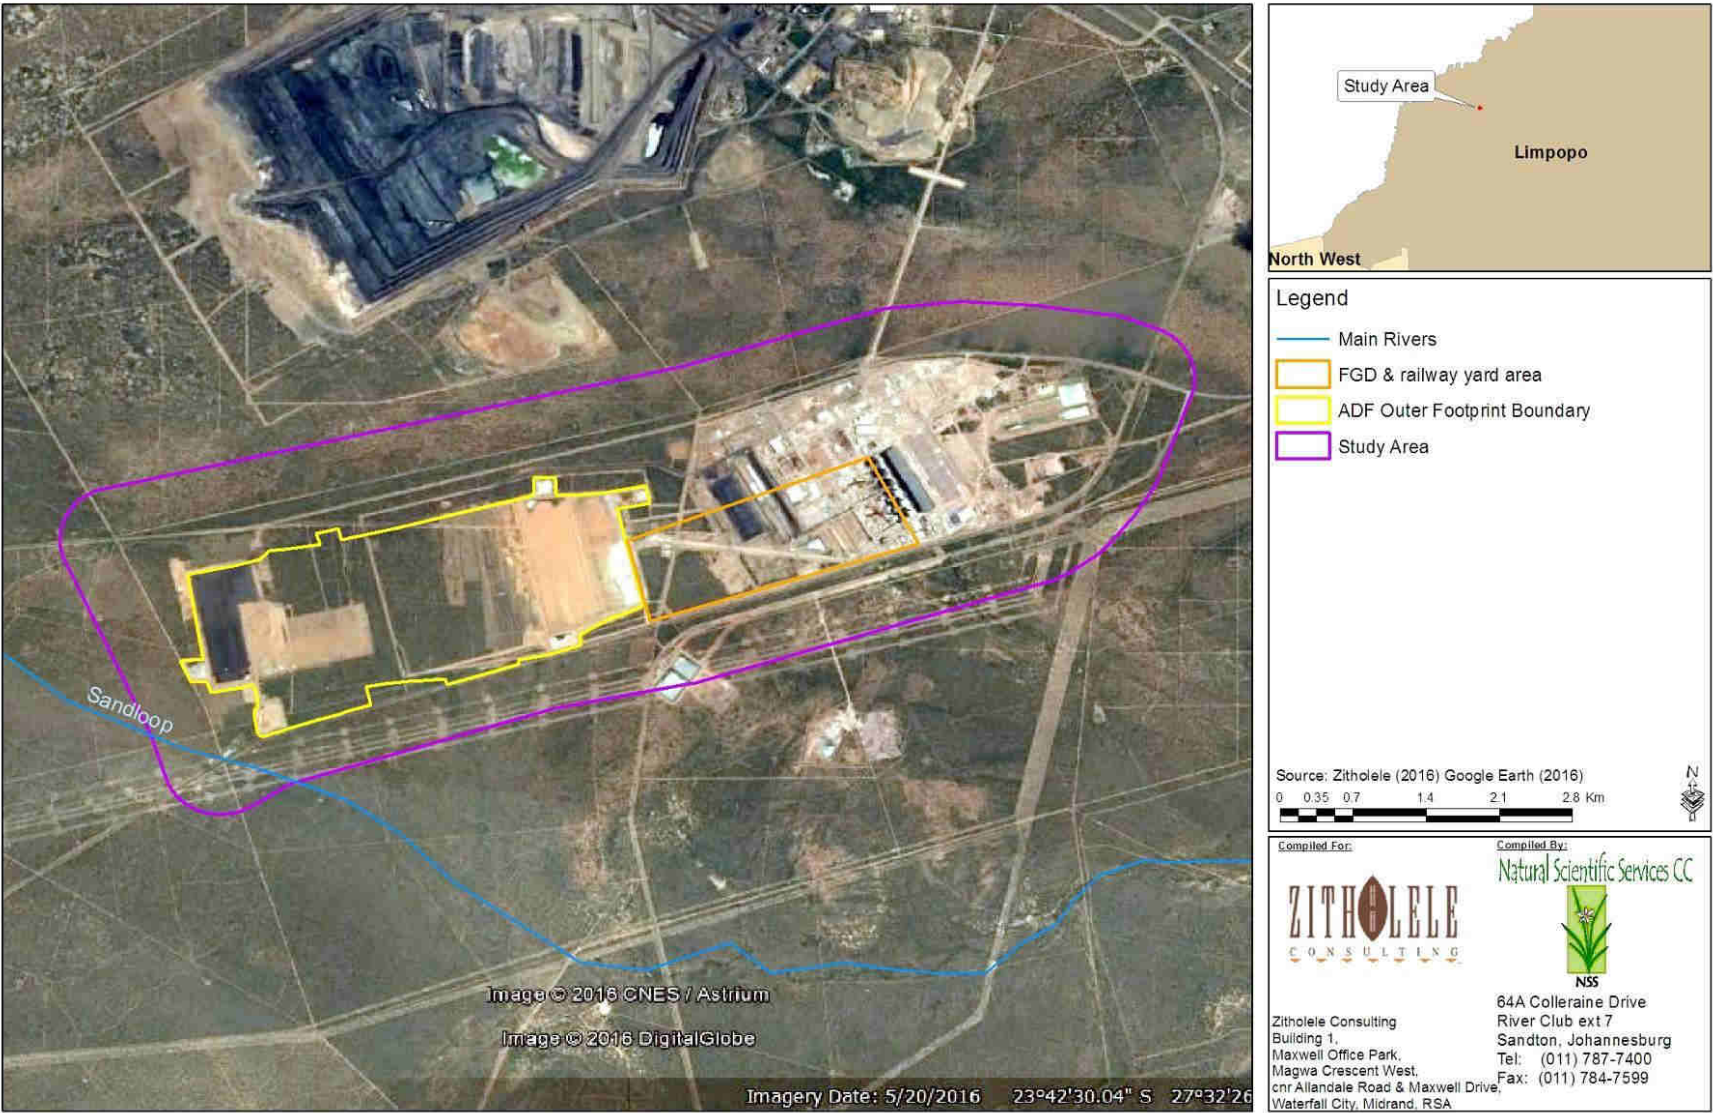 Sandloop
Image © 2016 CNES / Astrium
Image © 2016 DigitalGlobe
Imagery Date: 5/20/2016 23°42'30.04" S 27°32'26
Study Area
Limpopo
North West
Legend
Main Rivers
FGD & railway yard area
ADF Outer Footprint Boundary
Study Area
Source: Zitholele (2016) Google Earth (2016)
0 0.35 0.7 1.4 2.1 2.8 Km
N
Compiled For:
ZITHOLELE
CONSULTING
Zitholele Consulting
Building 1,
Maxwell Office Park,
Magwa Crescent West,
cnr Allandale Road & Maxwell Drive,
Waterfall City, Midrand, RSA
Compiled By:
Natural Scientific Services CC
NSS
64A Colleraine Drive
River Club ext 7
Sandton, Johannesburg
Tel: (011) 787-7400
Fax: (011) 784-7599